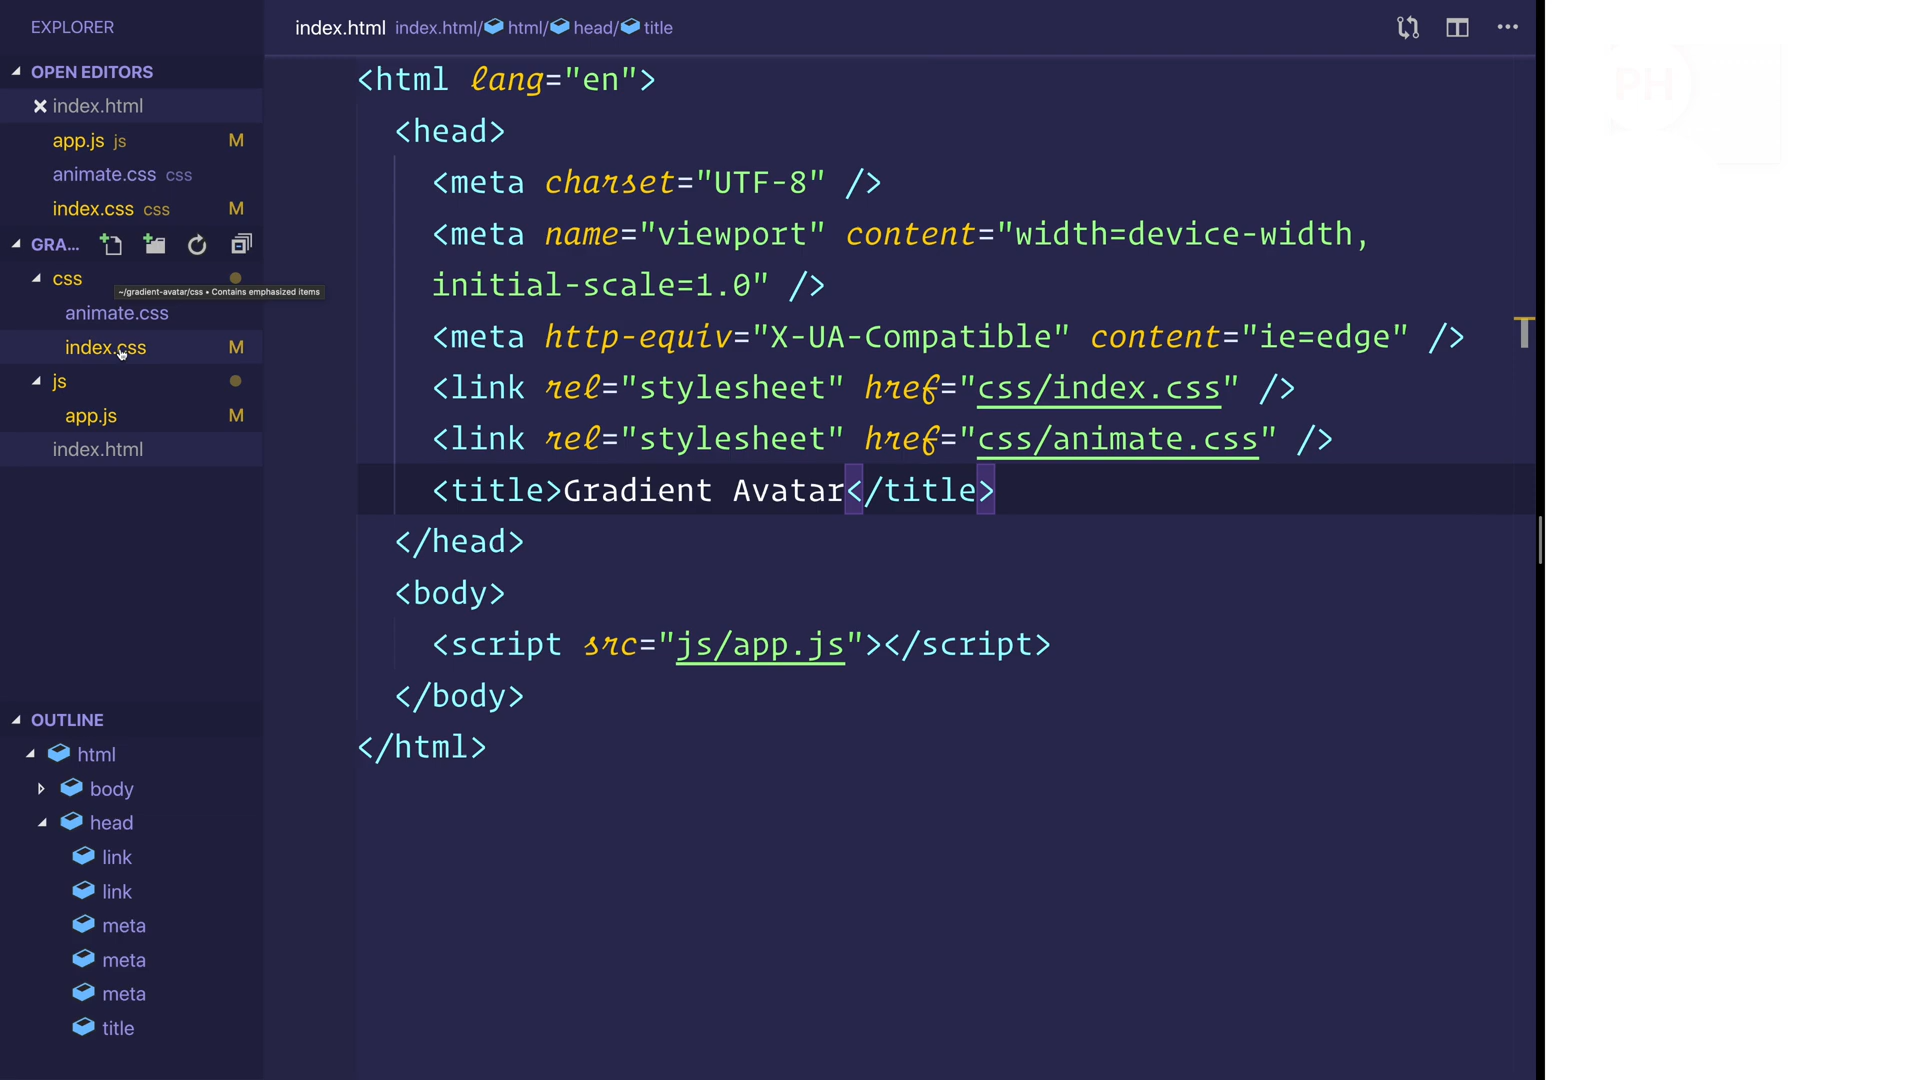 EXPLORER
OPEN EDITORS
index.html
app.js js M
animate.css css
index.css css M
GRA...
css
~/gradient-avatar/css • Contains emphasized items
animate.css
index.css M
js
app.js M
index.html
OUTLINE
html
body
head
link
link
meta
meta
meta
title
index.html index.html/ html/ head/ title
<html lang="en">
<head>
<meta charset="UTF-8" />
<meta name="viewport" content="width=device-width,
initial-scale=1.0" />
<meta http-equiv="X-UA-Compatible" content="ie=edge" />
<link rel="stylesheet" href="css/index.css" />
<link rel="stylesheet" href="css/animate.css" />
<title>Gradient Avatar</title>
</head>
<body>
<script src="js/app.js"></script>
</body>
</html>
T
PH